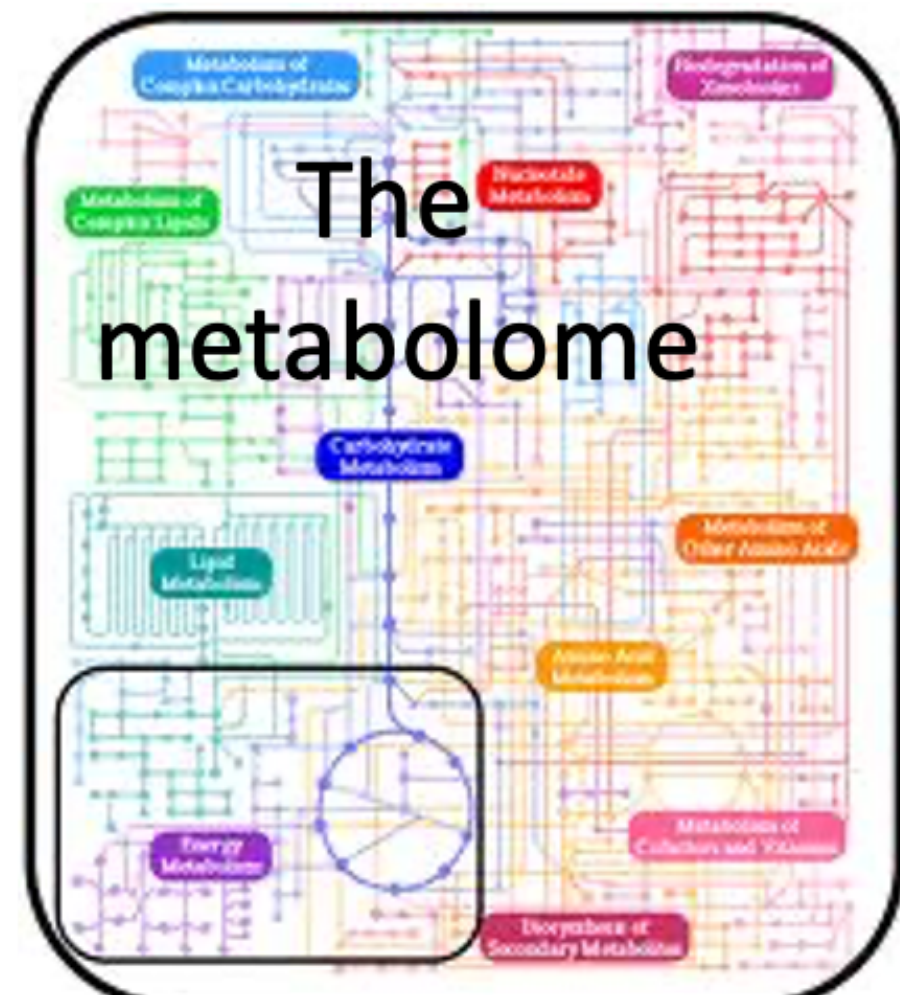 Metabolism of
Complex Carbohydrates
Biodegradation of
Xenobiotics
The
Nucleotide
Metabolism
Metabolism of
Complex Lipids
metabolome
Carbohydrate
Metabolism
Metabolism of
Other Amino Acids
Lipid
Metabolism
Amino Acid
Metabolism
Metabolism of
Cofactors and Vitamins
Energy
Metabolism
Biosynthesis of
Secondary Metabolites